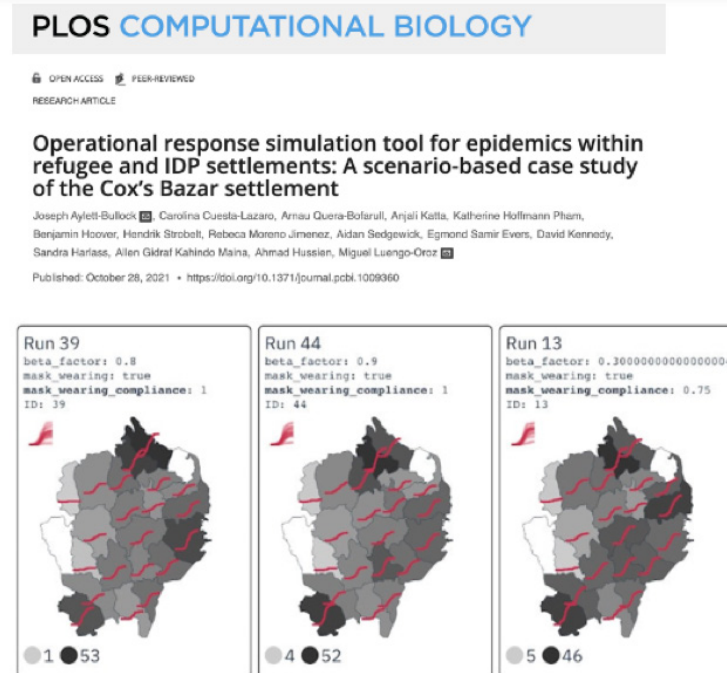 PLOS COMPUTATIONAL BIOLOGY
OPEN ACCESS PEER-REVIEWED
RESEARCH ARTICLE
Operational response simulation tool for epidemics within
refugee and IDP settlements: A scenario-based case study
of the Cox's Bazar settlement
Joseph Aylett-Bullock, Carolina Cuesta-Lazaro, Arnau Quera-Bofarull, Anjali Katta, Katherine Hoffmann Pham,
Benjamin Hoover, Hendrik Strobelt, Rebeca Moreno Jimenez, Aidan Sedgewick, Egmond Samir Evers, David Kennedy,
Sandra Harlass, Allen Gidraf Kahindo Maina, Ahmad Hussien, Miguel Luengo-Oroz
Published: October 28, 2021 • https://doi.org/10.1371/journal.pcbi.1009360
Run 39
beta_factor: 0.8
mask_wearing: true
mask_wearing_compliance: 1
ID: 39
1 53
Run 44
beta_factor: 0.9
mask_wearing: true
mask_wearing_compliance: 1
ID: 44
4 52
Run 13
beta_factor: 0.3000000000000004
mask_wearing: true
mask_wearing_compliance: 0.75
ID: 13
5 46